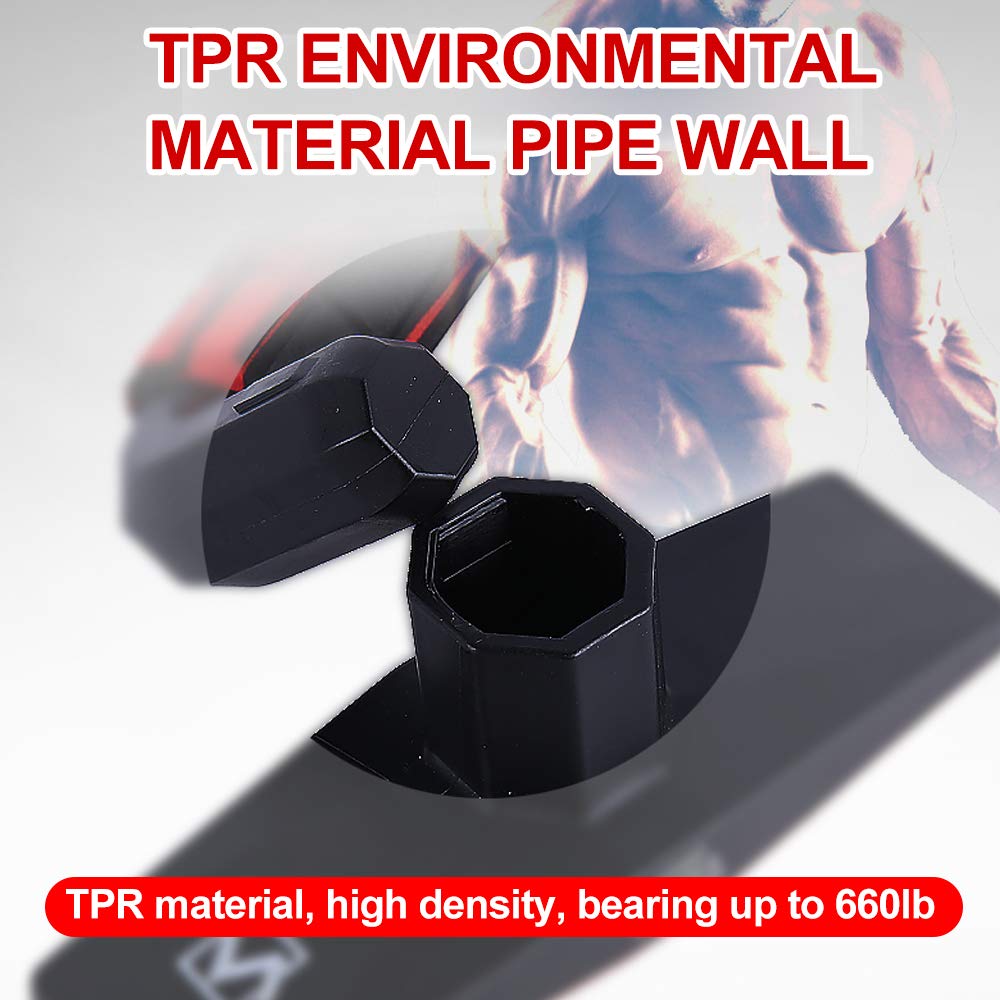 TPR ENVIRONMENTAL
MATERIAL PIPE WALL
TPR material, high density, bearing up to 660lb